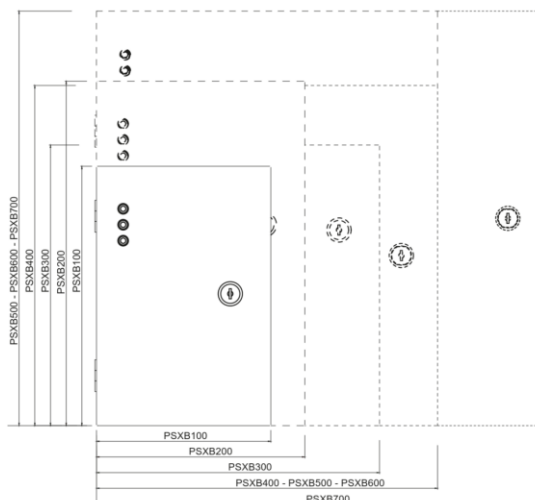 PSXB500 - PSXB600 - PSXB700
PSXB400
PSXB300
PSXB200
PSXB100
PSXB100
PSXB200
PSXB300
PSXB400 - PSXB500 - PSXB600
PSXB700